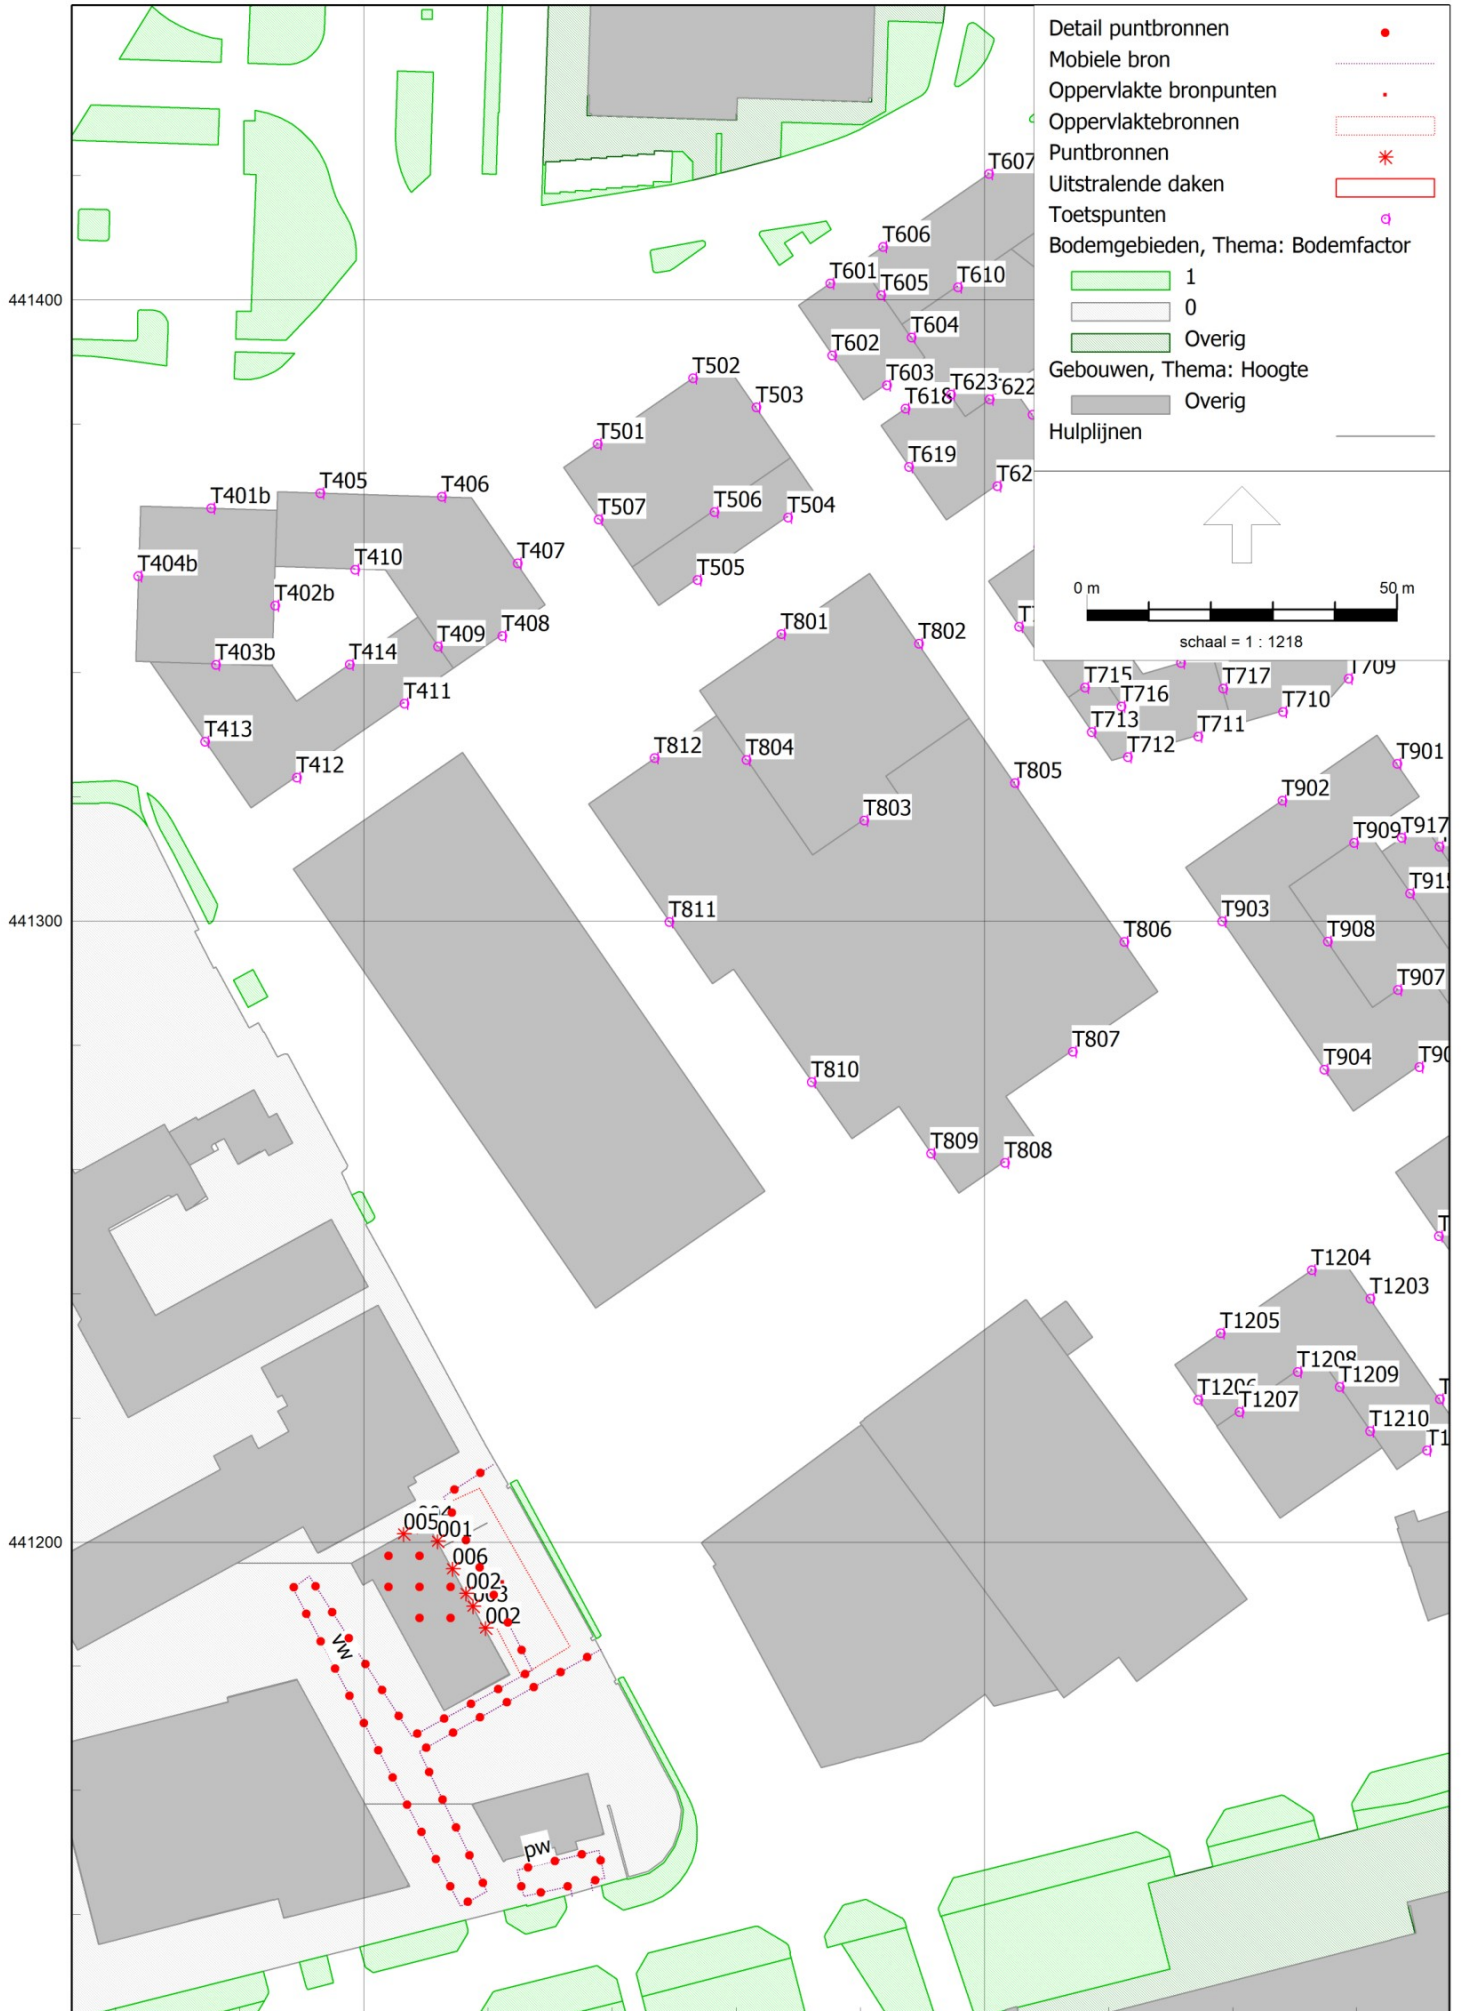 Detail puntbronnen
Mobiele bron
Oppervlakte bronpunten
Oppervlaktebronnen
Puntbronnen
Uitstralende daken
Toetspunten
Bodemgebieden, Thema: Bodemfactor
1
0
Overig
Gebouwen, Thema: Hoogte
Overig
Hulplijnen
0 m
50 m
schaal = 1 : 1218
441400
441300
441200
T607
T606
T601
T605
T610
T604
T602
T603
T623
T622
T618
T619
T502
T503
T501
T507
T506
T504
T505
T405
T406
T401b
T404b
T410
T407
T402b
T408
T409
T403b
T414
T411
T413
T412
T801
T802
T812
T804
T805
T803
T811
T806
T810
T807
T809
T808
T715
T716
T717
T709
T710
T713
T711
T712
T901
T902
T909
T917
T903
T908
T907
T904
T1204
T1203
T1205
T1208
T1209
T1206
T1207
T1210
005
001
006
002
003
002
vw
pw